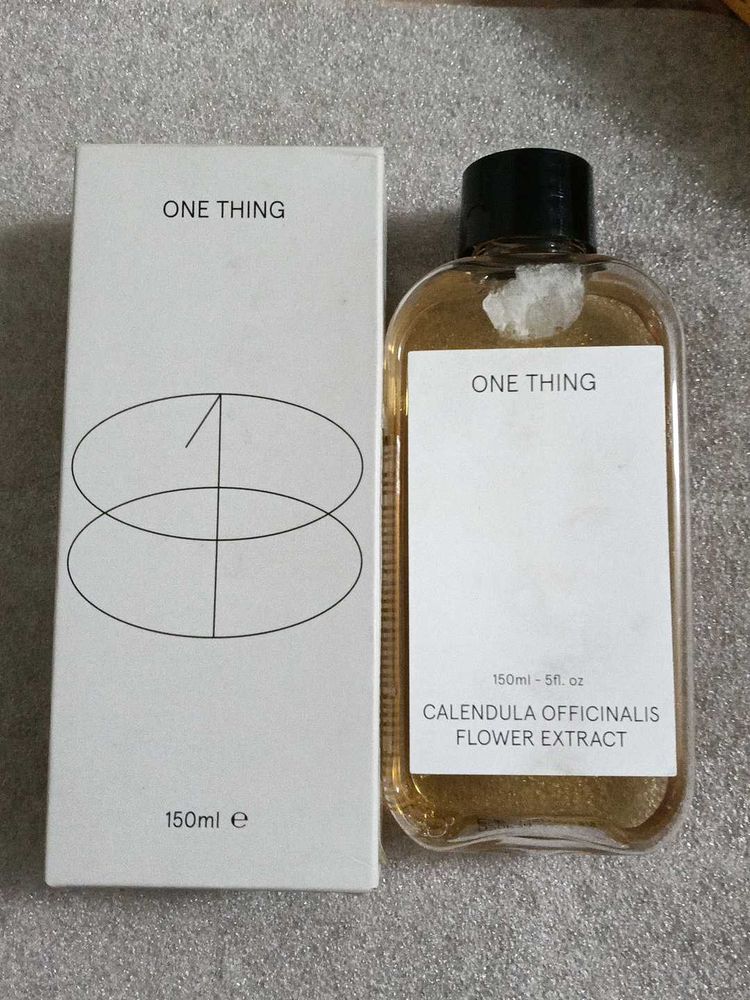 ONE THING
150ml ℮
ONE THING
150ml - 5fl. oz
CALENDULA OFFICINALIS
FLOWER EXTRACT